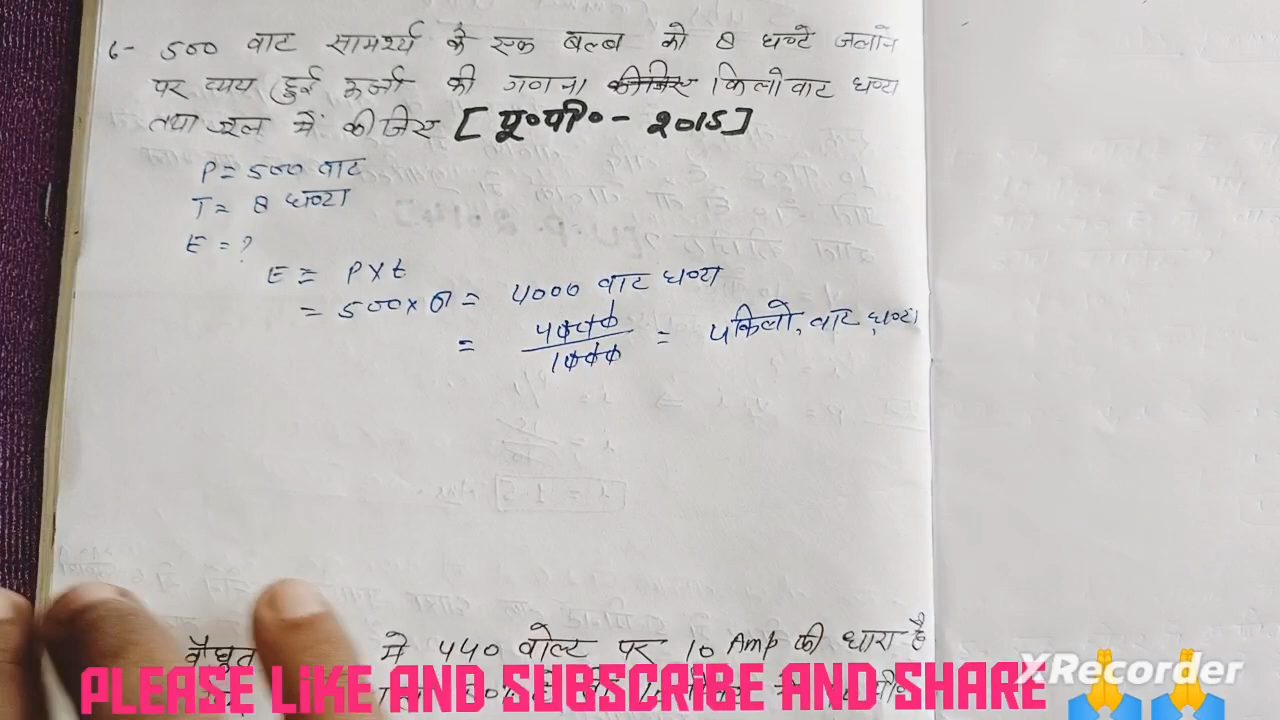 6- 500 वाट सामर्थ्य के एक बल्ब को 8 घण्टे जलाने
पर व्यय हुई ऊर्जा की गणना कीजिए किलोवाट घण्टा
तथा जूल में कीजिए [यू०पी०- 2015]
P = 500 वाट
T = 8 घण्टा
E = ?
E = P×t
= 500×8 = 4000 वाट घण्टा
= 4000/1000 = 4 किलो, वाट घण्टा
वैद्युत में 440 वोल्ट पर 10 Amp की धारा है
XRecorder
PLEASE LiKE AND SUBSCRIBE AND SHARE